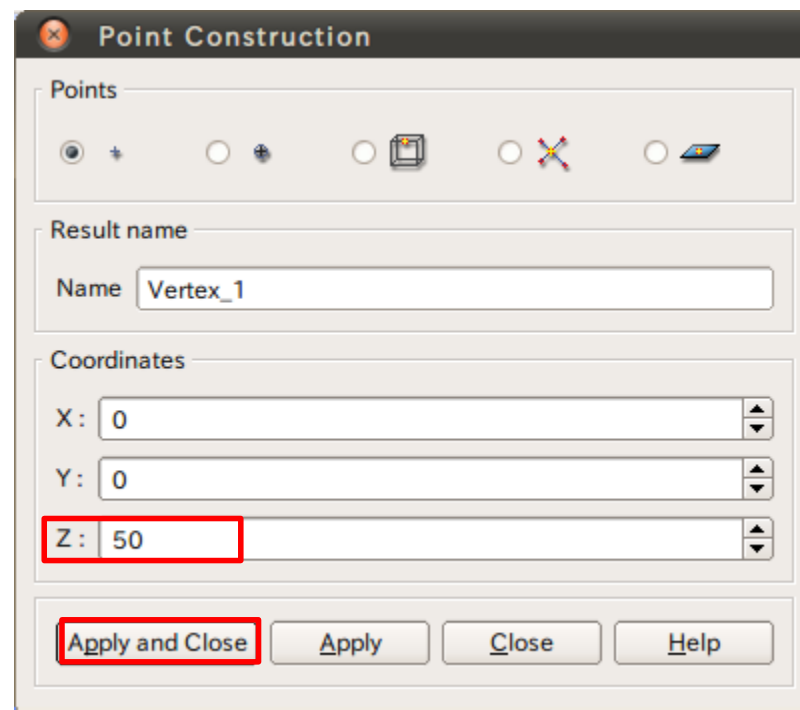 Point Construction
Points
Result name
Name Vertex_1
Coordinates
X : 0
Y : 0
Z : 50
Apply and Close Apply Close Help